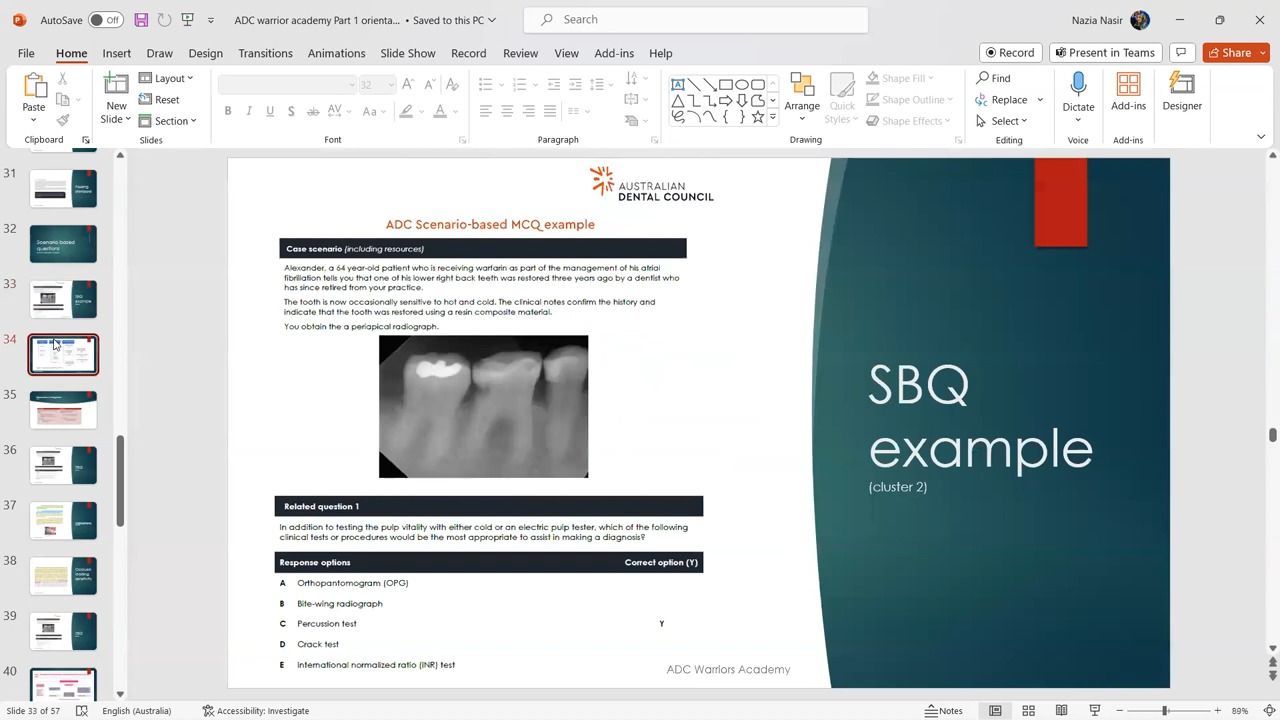 AutoSave Off ADC warrior academy Part 1 orienta... • Saved to this PC Search Nazia Nasir
File Home Insert Draw Design Transitions Animations Slide Show Record Review View Add-ins Help Record Present in Teams Share
Paste New Slide Layout Reset Section 32 Shape Fill Shape Outline Shape Effects Arrange Quick Styles Find Replace Select Dictate Add-ins Designer
Clipboard Slides Font Paragraph Drawing Editing Voice Add-ins
31
32
Scenario based
questions
33
SBQ
example
34
35
36
37
38
39
40
AUSTRALIAN
DENTAL COUNCIL
ADC Scenario-based MCQ example
Case scenario (including resources)
Alexander, a 64 year-old patient who is receiving warfarin as part of the management of his atrial
fibrillation tells you that one of his lower right back teeth was restored three years ago by a dentist who
has since retired from your practice.
The tooth is now occasionally sensitive to hot and cold. The clinical notes confirm the history and
indicate that the tooth was restored using a resin composite material.
You obtain the a periapical radiograph.
Related question 1
In addition to testing the pulp vitality with either cold or an electric pulp tester, which of the following
clinical tests or procedures would be the most appropriate to assist in making a diagnosis?
Response options Correct option (Y)
A Orthopantomogram (OPG)
B Bite-wing radiograph
C Percussion test Y
D Crack test
E International normalized ratio (INR) test
ADC Warriors Academy
SBQ
example
(cluster 2)
Slide 33 of 57 English (Australia) Accessibility: Investigate Notes 89%